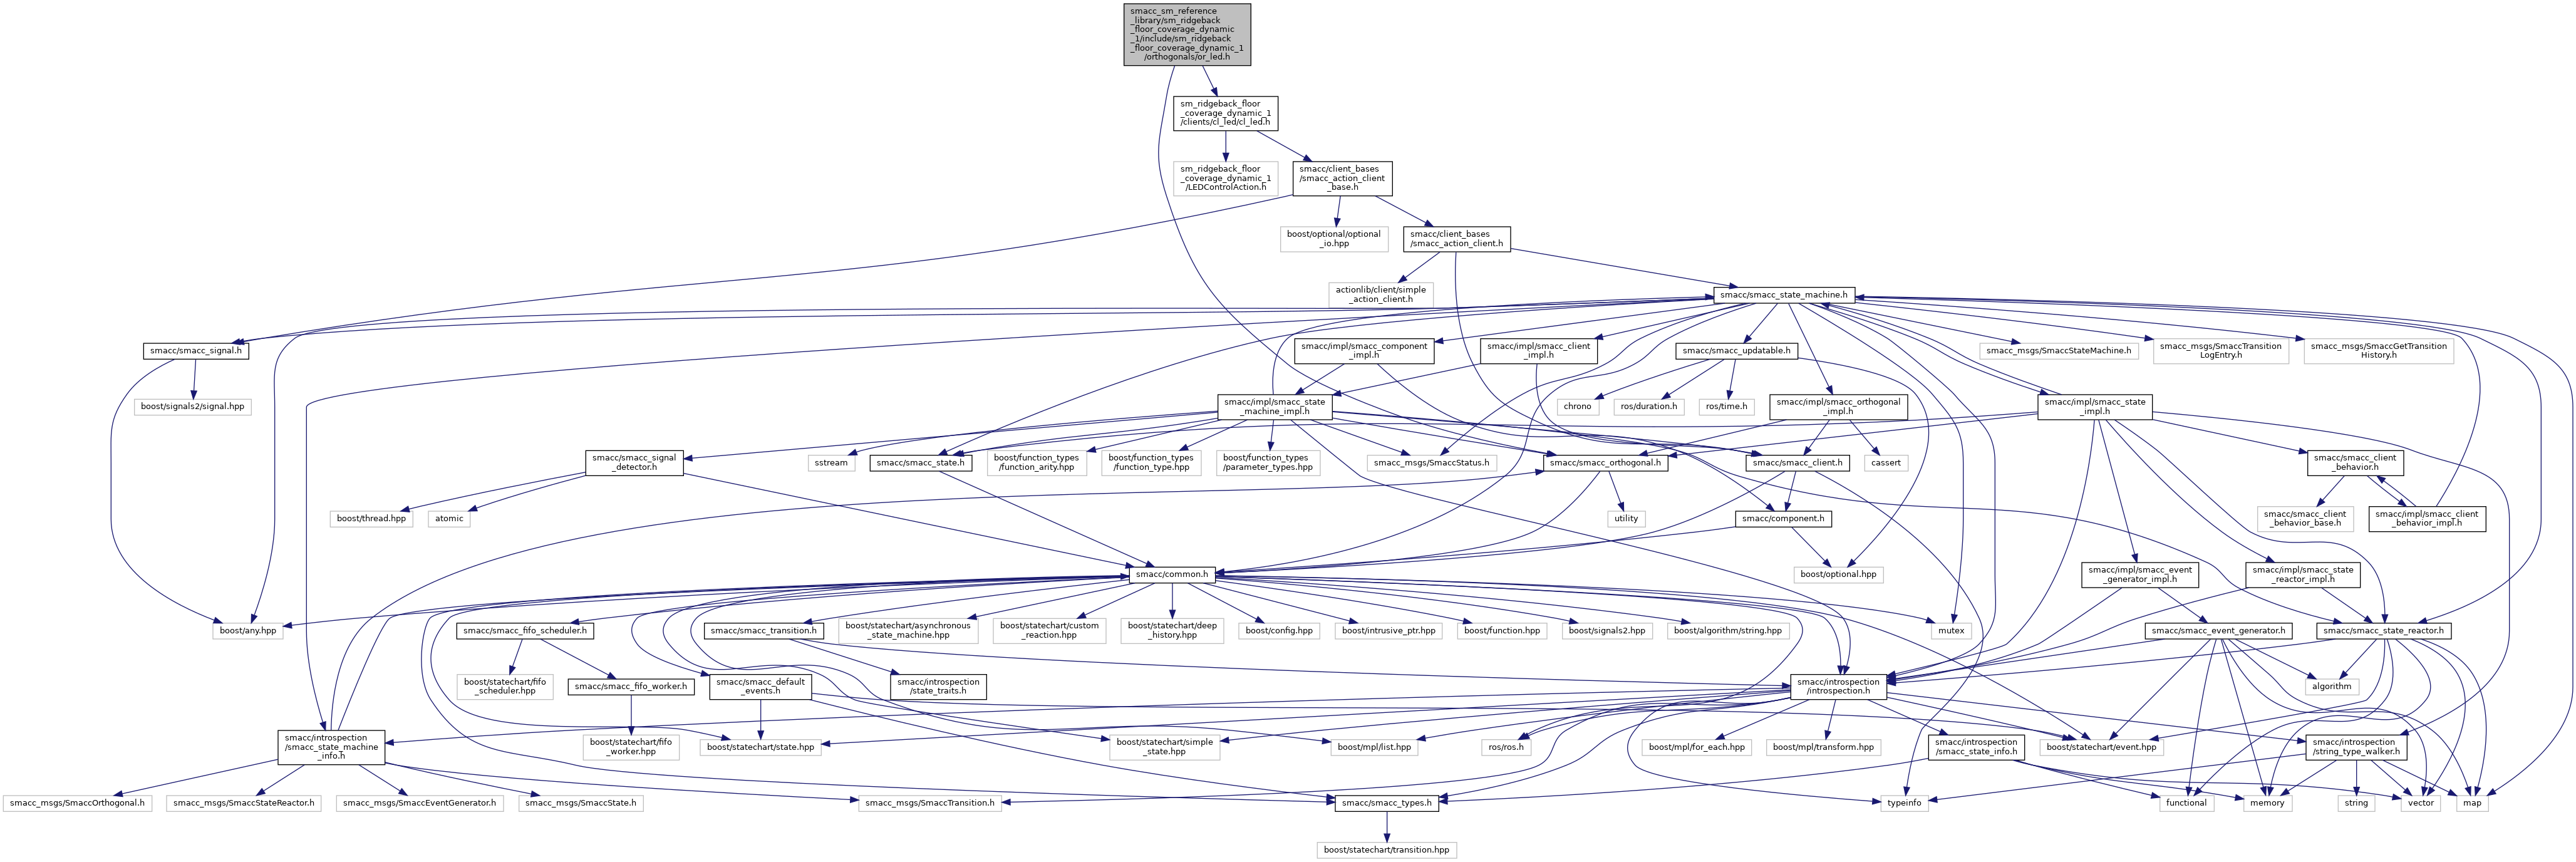 smacc_sm_reference
_library/sm_ridgeback
_floor_coverage_dynamic
_1/include/sm_ridgeback
_floor_coverage_dynamic_1
/orthogonals/or_led.h
sm_ridgeback_floor
_coverage_dynamic_1
/clients/cl_led/cl_led.h
sm_ridgeback_floor
_coverage_dynamic_1
/LEDControlAction.h
smacc/client_bases
/smacc_action_client
_base.h
boost/optional/optional
_io.hpp
smacc/client_bases
/smacc_action_client.h
actionlib/client/simple
_action_client.h
smacc/smacc_state_machine.h
smacc/smacc_signal.h
smacc/impl/smacc_component
_impl.h
smacc/impl/smacc_client
_impl.h
smacc/smacc_updatable.h
smacc_msgs/SmaccStateMachine.h
smacc_msgs/SmaccTransition
LogEntry.h
smacc_msgs/SmaccGetTransition
History.h
boost/signals2/signal.hpp
smacc/impl/smacc_state
_machine_impl.h
chrono
ros/duration.h
ros/time.h
smacc/impl/smacc_orthogonal
_impl.h
smacc/impl/smacc_state
_impl.h
smacc/smacc_signal
_detector.h
sstream
smacc/smacc_state.h
boost/function_types
/function_arity.hpp
boost/function_types
/function_type.hpp
boost/function_types
/parameter_types.hpp
smacc_msgs/SmaccStatus.h
smacc/smacc_orthogonal.h
smacc/smacc_client.h
cassert
smacc/smacc_client
_behavior.h
boost/thread.hpp
atomic
utility
smacc/component.h
smacc/smacc_client
_behavior_base.h
smacc/impl/smacc_client
_behavior_impl.h
smacc/common.h
boost/optional.hpp
smacc/impl/smacc_event
_generator_impl.h
smacc/impl/smacc_state
_reactor_impl.h
boost/any.hpp
smacc/smacc_fifo_scheduler.h
smacc/smacc_transition.h
boost/statechart/asynchronous
_state_machine.hpp
boost/statechart/custom
_reaction.hpp
boost/statechart/deep
_history.hpp
boost/config.hpp
boost/intrusive_ptr.hpp
boost/function.hpp
boost/signals2.hpp
boost/algorithm/string.hpp
mutex
smacc/smacc_event_generator.h
smacc/smacc_state_reactor.h
boost/statechart/fifo
_scheduler.hpp
smacc/smacc_fifo_worker.h
smacc/smacc_default
_events.h
smacc/introspection
/state_traits.h
smacc/introspection
/introspection.h
algorithm
smacc/introspection
/smacc_state_machine
_info.h
boost/statechart/fifo
_worker.hpp
boost/statechart/state.hpp
boost/statechart/simple
_state.hpp
boost/mpl/list.hpp
ros/ros.h
boost/mpl/for_each.hpp
boost/mpl/transform.hpp
smacc/introspection
/smacc_state_info.h
boost/statechart/event.hpp
smacc/introspection
/string_type_walker.h
smacc_msgs/SmaccOrthogonal.h
smacc_msgs/SmaccStateReactor.h
smacc_msgs/SmaccEventGenerator.h
smacc_msgs/SmaccState.h
smacc_msgs/SmaccTransition.h
smacc/smacc_types.h
typeinfo
functional
memory
string
vector
map
boost/statechart/transition.hpp